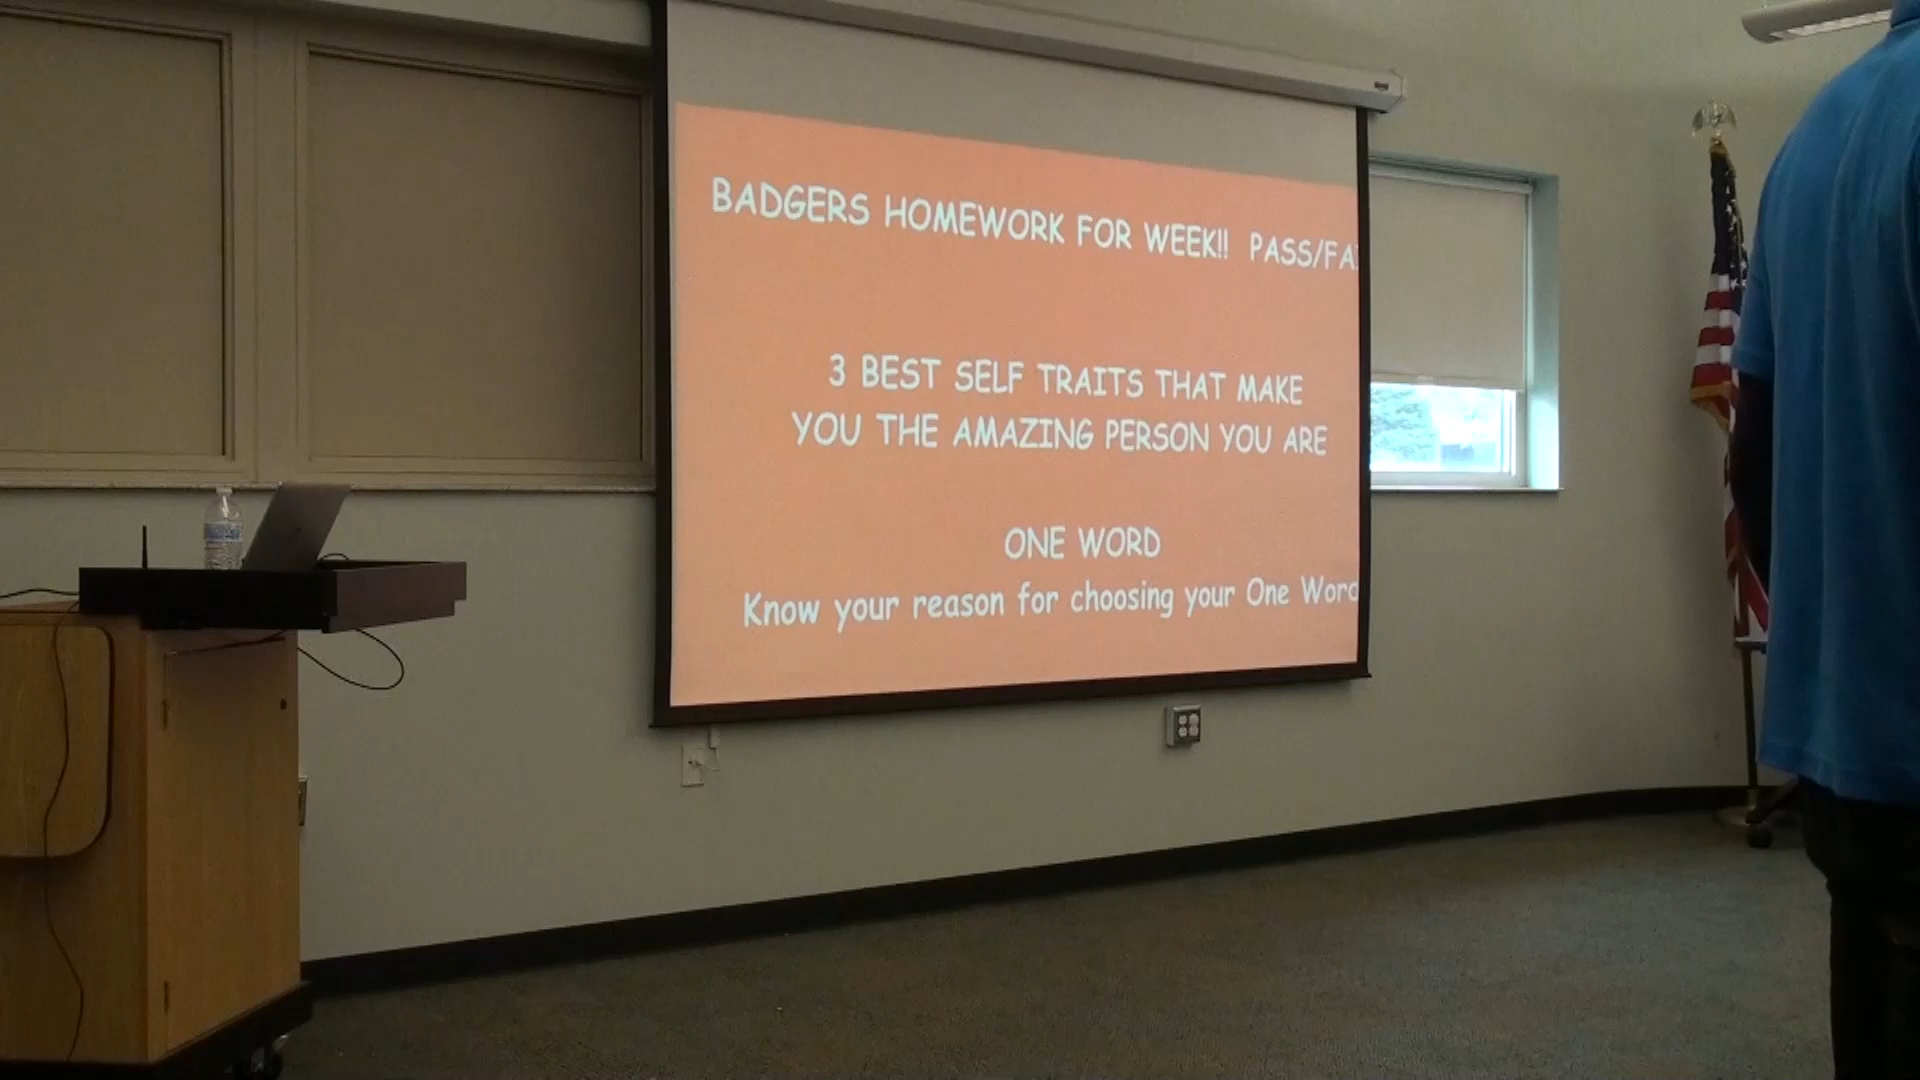 BADGERS HOMEWORK FOR WEEK!! PASS/FA
3 BEST SELF TRAITS THAT MAKE
YOU THE AMAZING PERSON YOU ARE
ONE WORD
Know your reason for choosing your One Word